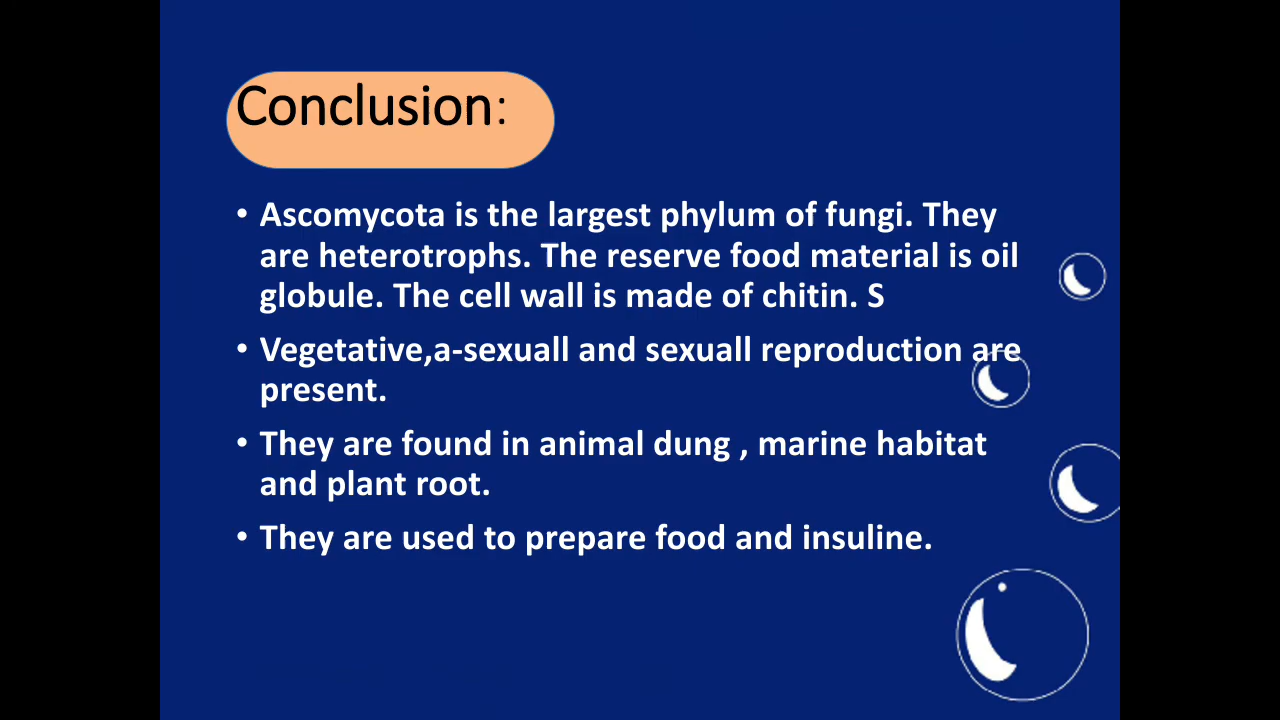 Conclusion:
• Ascomycota is the largest phylum of fungi. They
are heterotrophs. The reserve food material is oil
globule. The cell wall is made of chitin. S
• Vegetative,a-sexuall and sexuall reproduction are
present.
• They are found in animal dung , marine habitat
and plant root.
• They are used to prepare food and insuline.